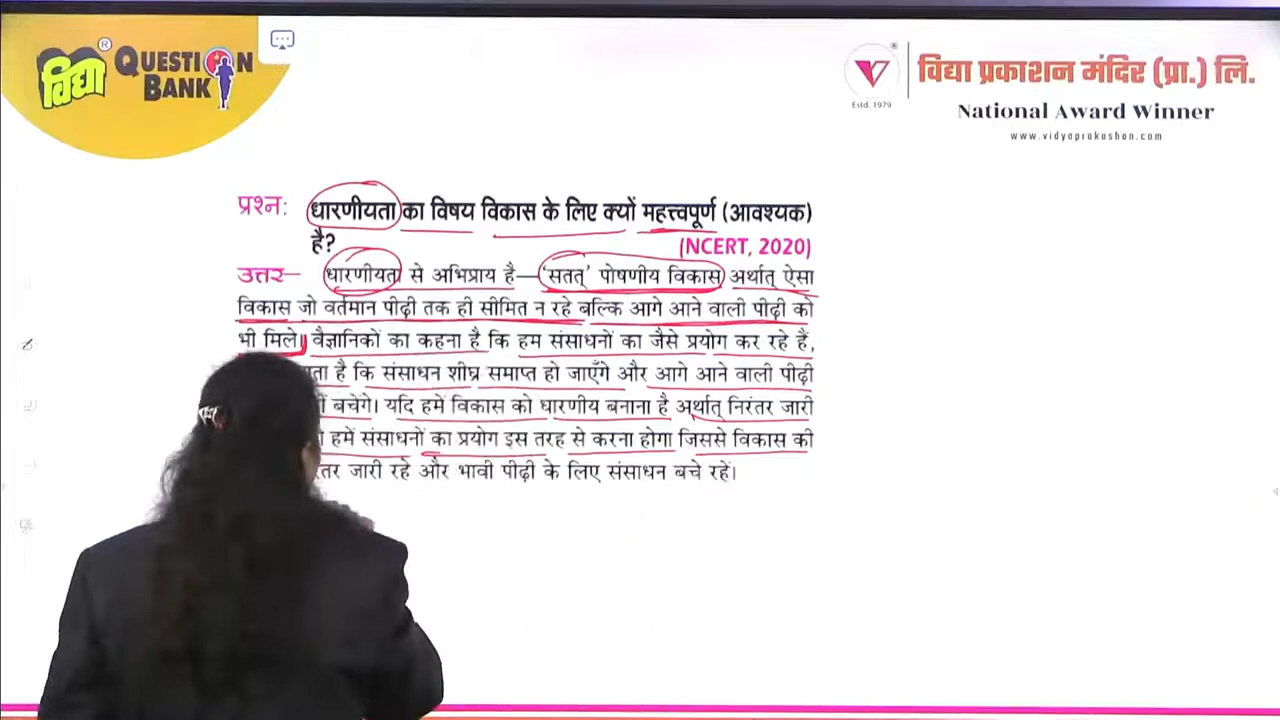 विद्या
QUESTION
BANK
Estd. 1979
विद्या प्रकाशन मंदिर (प्रा.) लि.
National Award Winner
www.vidyaprakashan.com
प्रश्न: धारणीयता का विषय विकास के लिए क्यों महत्त्वपूर्ण (आवश्यक)
है? (NCERT, 2020)
उत्तर– धारणीयता से अभिप्राय है—'सतत्' पोषणीय विकास अर्थात् ऐसा
विकास जो वर्तमान पीढ़ी तक ही सीमित न रहे बल्कि आगे आने वाली पीढ़ी को
भी मिले। वैज्ञानिकों का कहना है कि हम संसाधनों का जैसे प्रयोग कर रहे हैं,
है कि संसाधन शीघ्र समाप्त हो जाएँगे और आगे आने वाली पीढ़ी
बचेंगे। यदि हमें विकास को धारणीय बनाना है अर्थात् निरंतर जारी
हमें संसाधनों का प्रयोग इस तरह से करना होगा जिससे विकास की
जारी रहे और भावी पीढ़ी के लिए संसाधन बचे रहें।